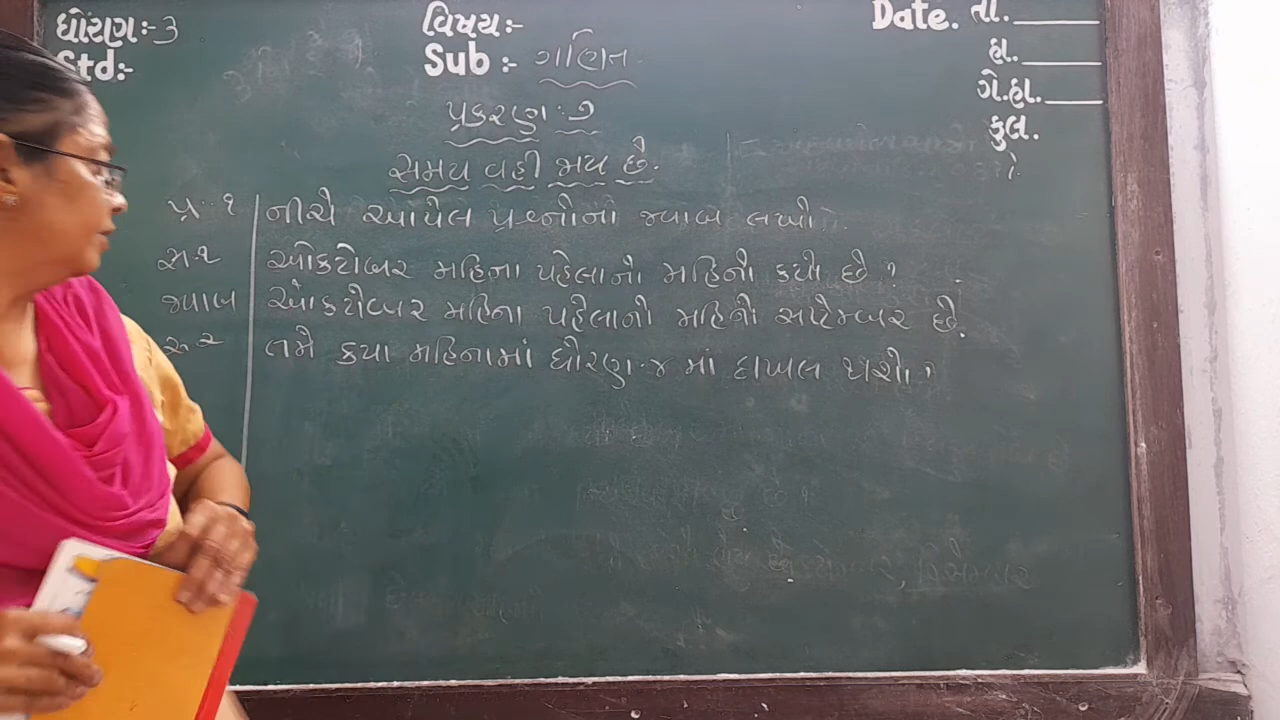 ધોરણ:-3
Std:-
વિષય:-
Sub:- ગણિત
Date. તા.
હા.
ગે.હા.
કુલ.
પ્રકરણ:-૭
સમય વહી જાય છે.
પ્ર:-૧ નીચે આપેલ પ્રશ્નોના જવાબ લખો.
સ.૧ ઓક્ટોબર મહિના પહેલાનો મહિનો કયો છે?
જવાબ ઓક્ટોબર મહિના પહેલાનો મહિનો સપ્ટેમ્બર છે.
સ.૨ તમે કયા મહિનામાં ધોરણ.૪ માં દાખલ થશો?